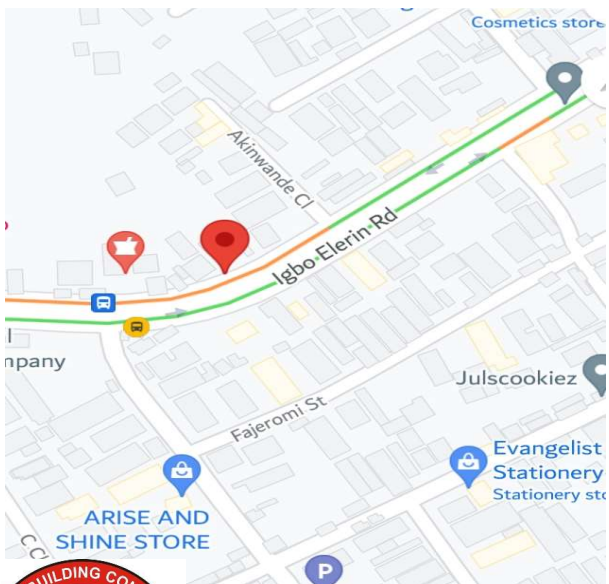 Cosmetics store
Akinwande Cl
Igbo Elerin Rd
mpany
Julscookiez
Fajeromi St
Evangelist
Stationery
Stationery sto
ARISE AND
SHINE STORE
P
BUILDING CO